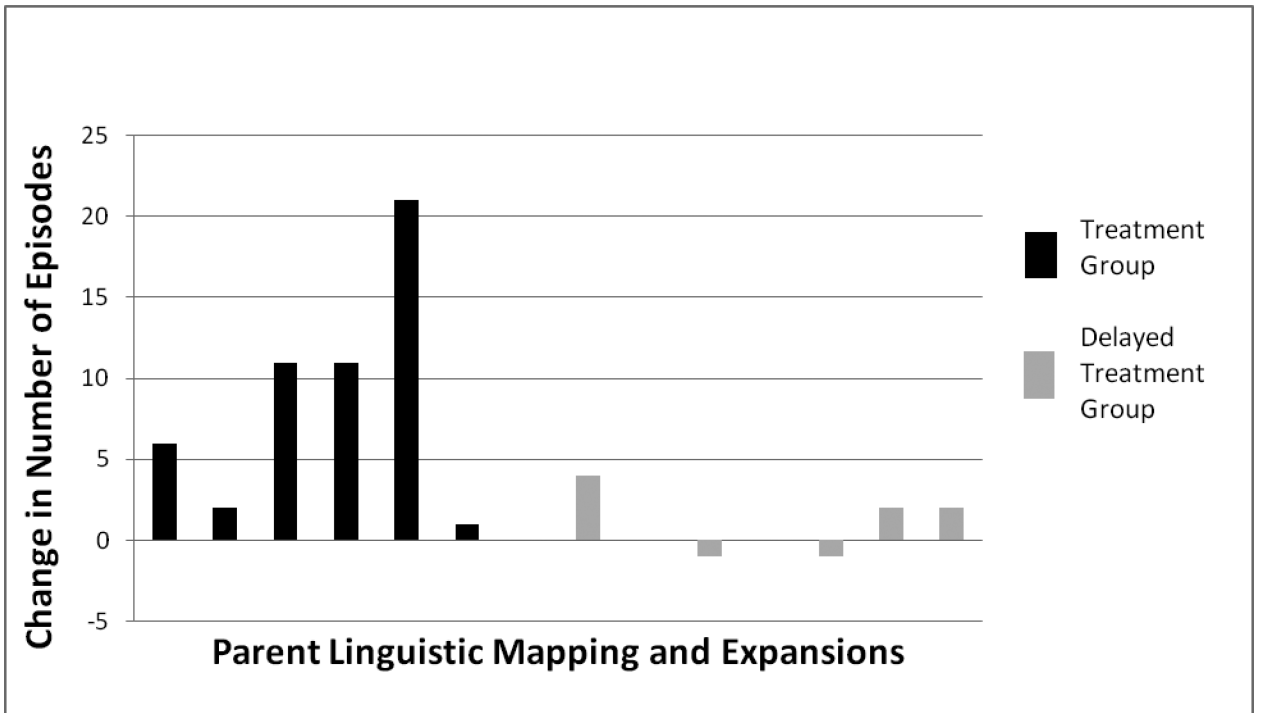 Change in Number of Episodes
25
20
15
10
5
0
-5
Parent Linguistic Mapping and Expansions
Treatment
Group
Delayed
Treatment
Group